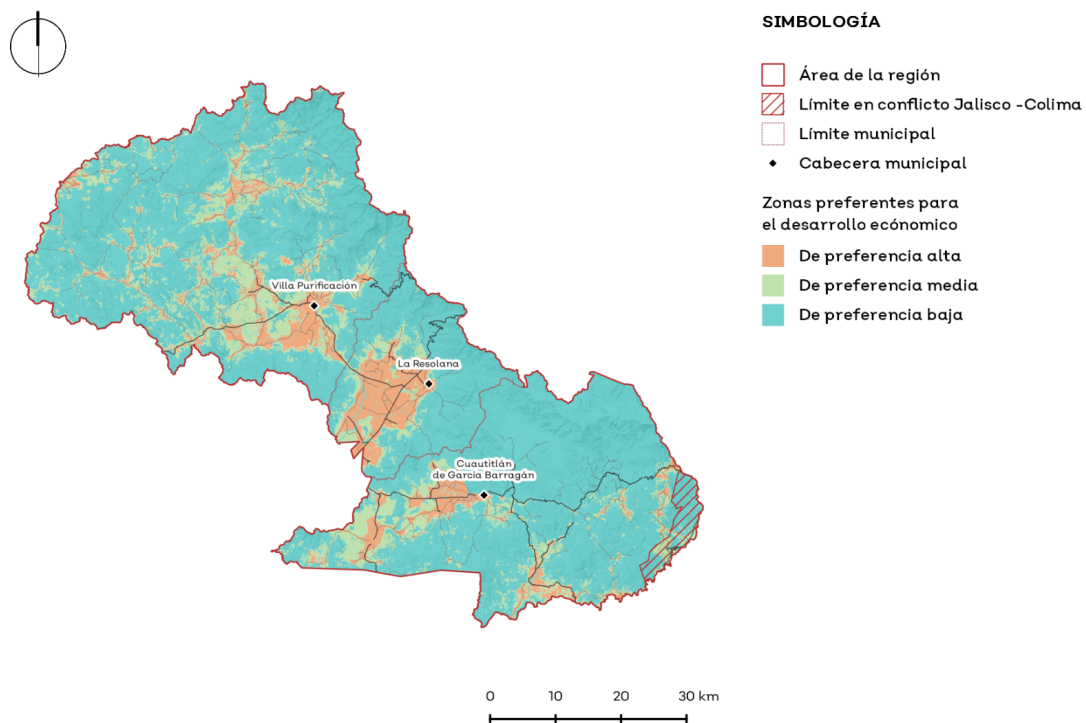 SIMBOLOGÍA
Área de la región
Límite en conflicto Jalisco -Colima
Límite municipal
Cabecera municipal
Zonas preferentes para
el desarrollo ecónomico
De preferencia alta
De preferencia media
De preferencia baja
Villa Purificación
La Resolana
Cuautitlán
de García Barragán
0 10 20 30 km